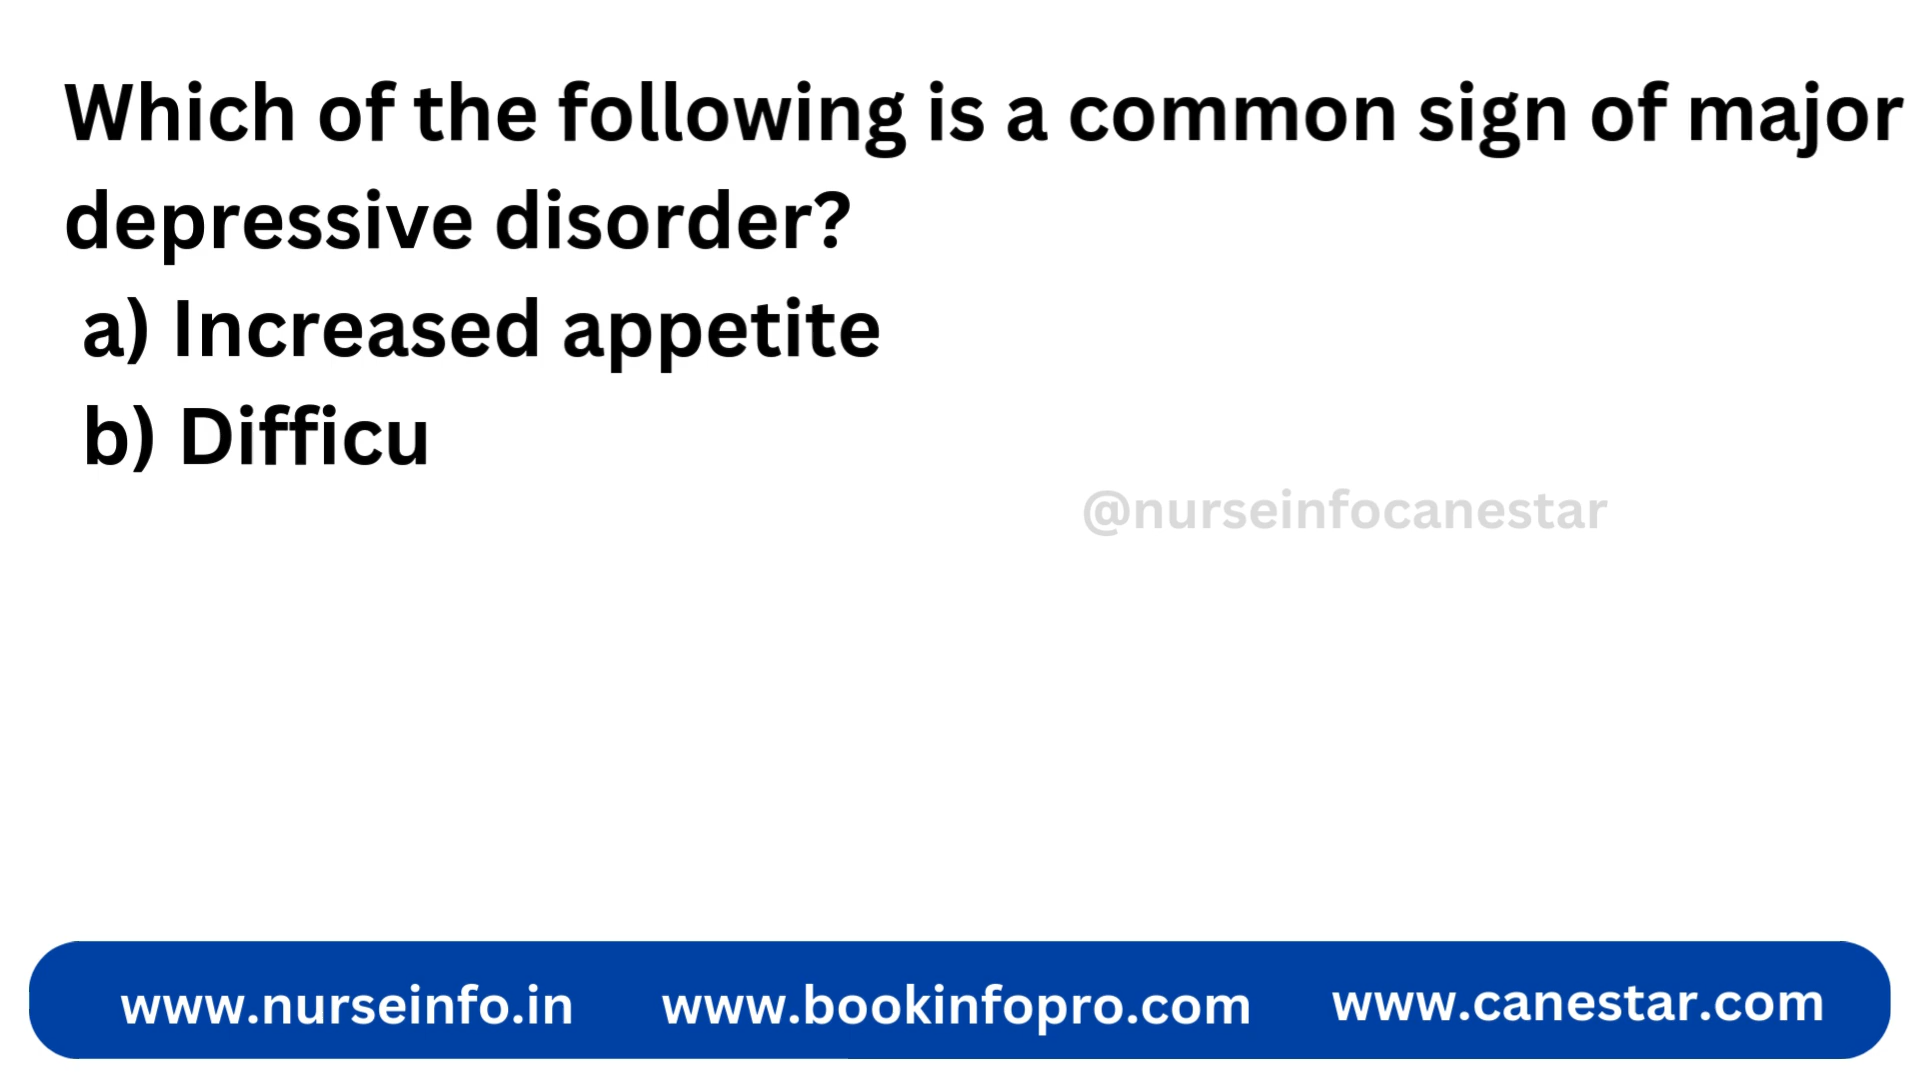 Which of the following is a common sign of major
depressive disorder?
a) Increased appetite
b) Difficu
@nurseinfocanestar
www.nurseinfo.in www.bookinfopro.com www.canestar.com